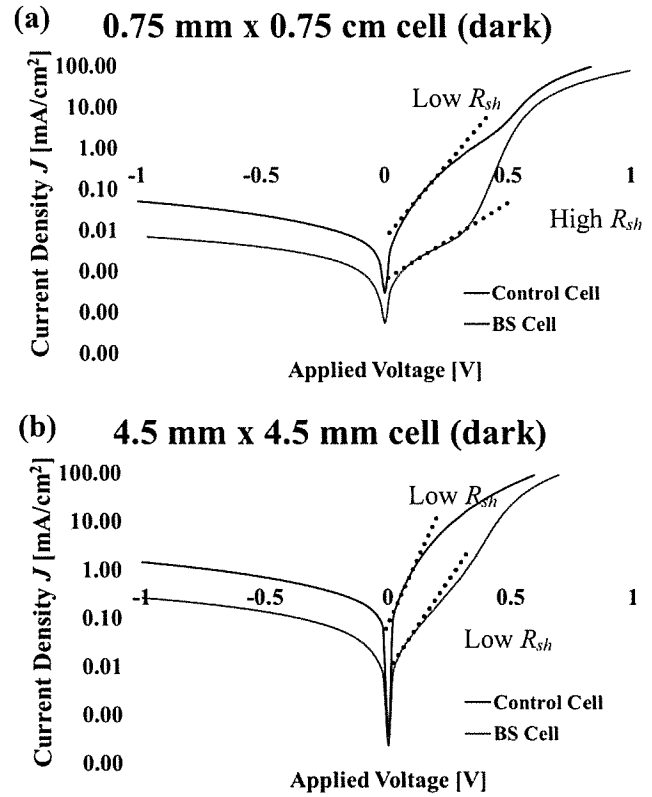 (a)
0.75 mm x 0.75 cm cell (dark)
Current Density J [mA/cm²]
100.00
10.00
1.00
0.10
0.01
0.00
0.00
0.00
-1
-0.5
0
0.5
1
Low Rsh
High Rsh
Control Cell
BS Cell
Applied Voltage [V]
(b)
4.5 mm x 4.5 mm cell (dark)
Current Density J [mA/cm²]
100.00
10.00
1.00
0.10
0.01
0.00
0.00
-1
-0.5
0
0.5
1
Low Rsh
Low Rsh
Control Cell
BS Cell
Applied Voltage [V]